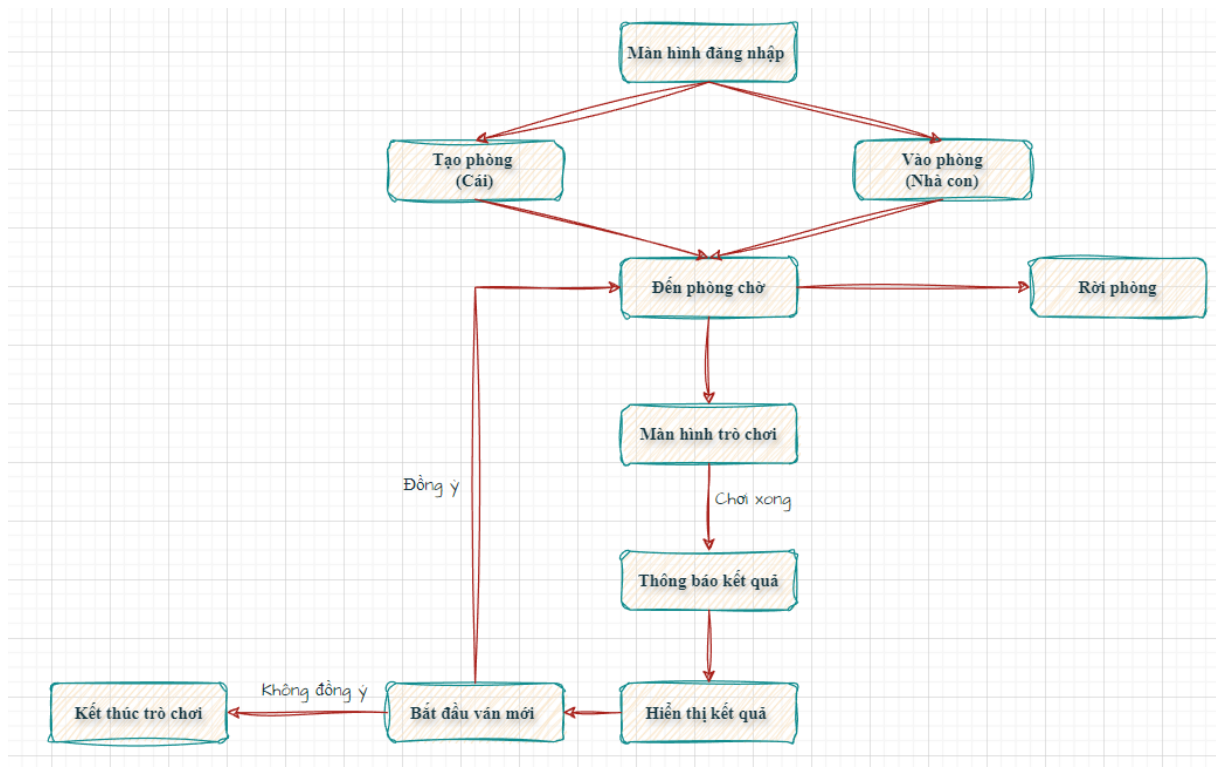 Màn hình đăng nhập
Tạo phòng
(Cái)
Vào phòng
(Nhà con)
Đến phòng chờ
Rời phòng
Màn hình trò chơi
Đồng ý
Chơi xong
Thông báo kết quả
Không đồng ý
Kết thúc trò chơi
Bắt đầu ván mới
Hiển thị kết quả